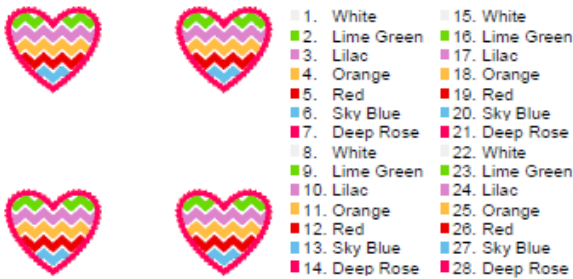 1. White
2. Lime Green
3. Lilac
4. Orange
5. Red
6. Sky Blue
7. Deep Rose
8. White
9. Lime Green
10. Lilac
11. Orange
12. Red
13. Sky Blue
14. Deep Rose
15. White
16. Lime Green
17. Lilac
18. Orange
19. Red
20. Sky Blue
21. Deep Rose
22. White
23. Lime Green
24. Lilac
25. Orange
26. Red
27. Sky Blue
28. Deep Rose